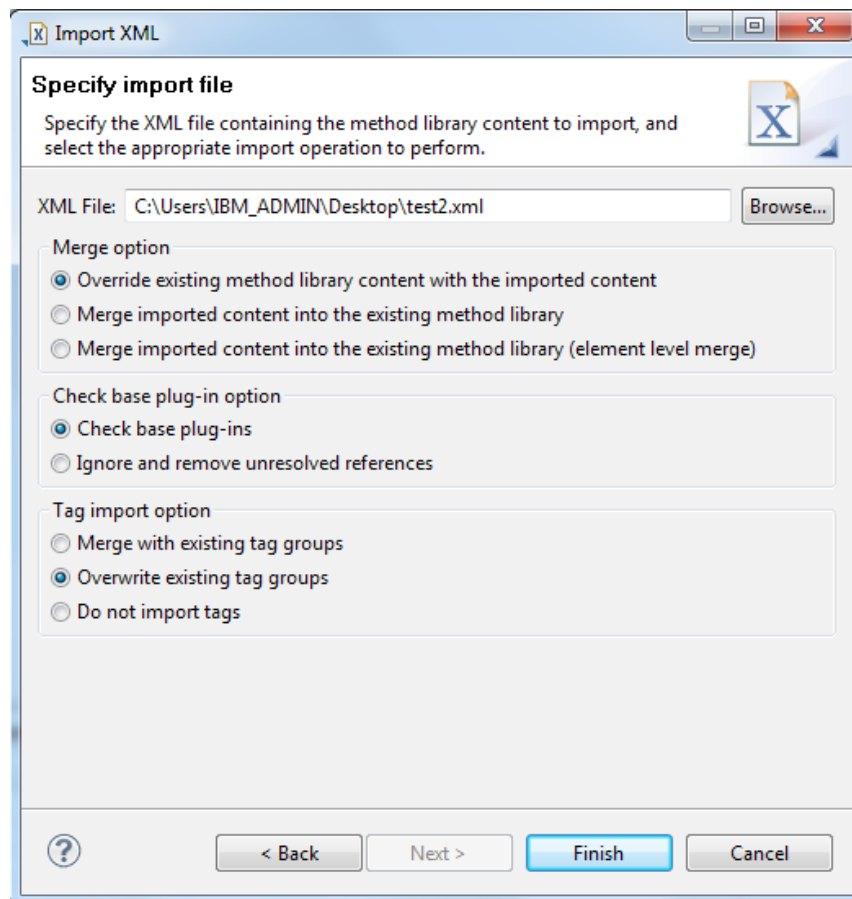 Import XML
Specify import file
Specify the XML file containing the method library content to import, and
select the appropriate import operation to perform.
X
XML File: C:\Users\IBM_ADMIN\Desktop\test2.xml Browse...
Merge option
Override existing method library content with the imported content
Merge imported content into the existing method library
Merge imported content into the existing method library (element level merge)
Check base plug-in option
Check base plug-ins
Ignore and remove unresolved references
Tag import option
Merge with existing tag groups
Overwrite existing tag groups
Do not import tags
? < Back Next > Finish Cancel